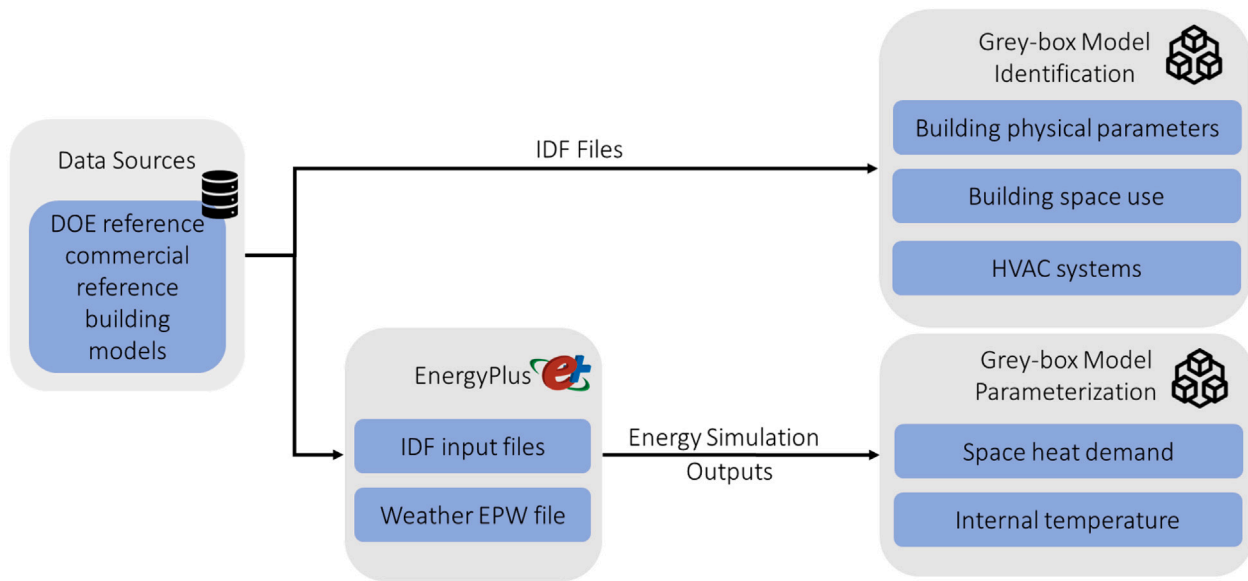 Data Sources
DOE reference
commercial
reference
building
models
IDF Files
Grey-box Model
Identification
Building physical parameters
Building space use
HVAC systems
EnergyPlus e+
IDF input files
Weather EPW file
Energy Simulation
Outputs
Grey-box Model
Parameterization
Space heat demand
Internal temperature